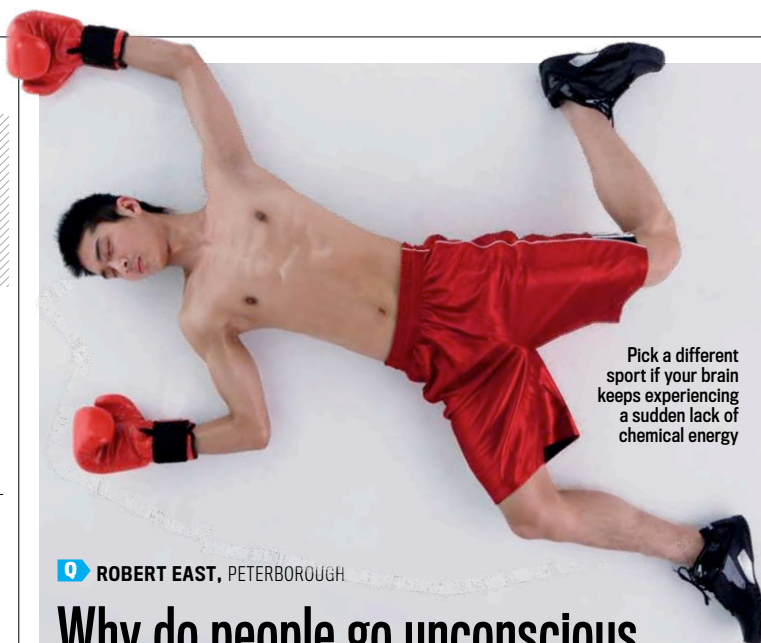 Pick a different
sport if your brain
keeps experiencing
a sudden lack of
chemical energy
Q ROBERT EAST, PETERBOROUGH
Why do people go unconscious